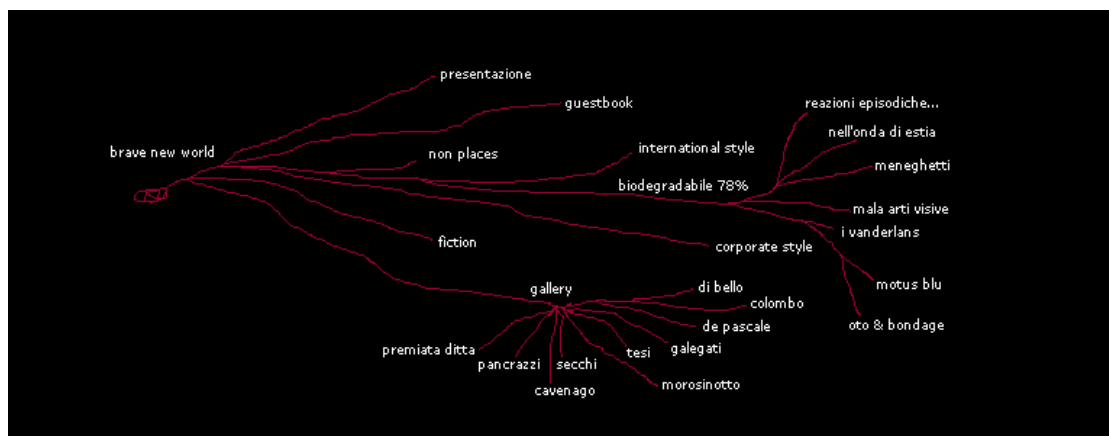 presentazione
guestbook
reazioni episodiche...
nell'onda di estia
brave new world
non places
international style
meneghetti
biodegradabile 78%
mala arti visive
i vanderlans
fiction
corporate style
gallery
di bello
motus blu
colombo
de pascale
oto & bondage
premiata ditta
pancrazzi
secchi
tesi
galegati
cavenago
morosinotto